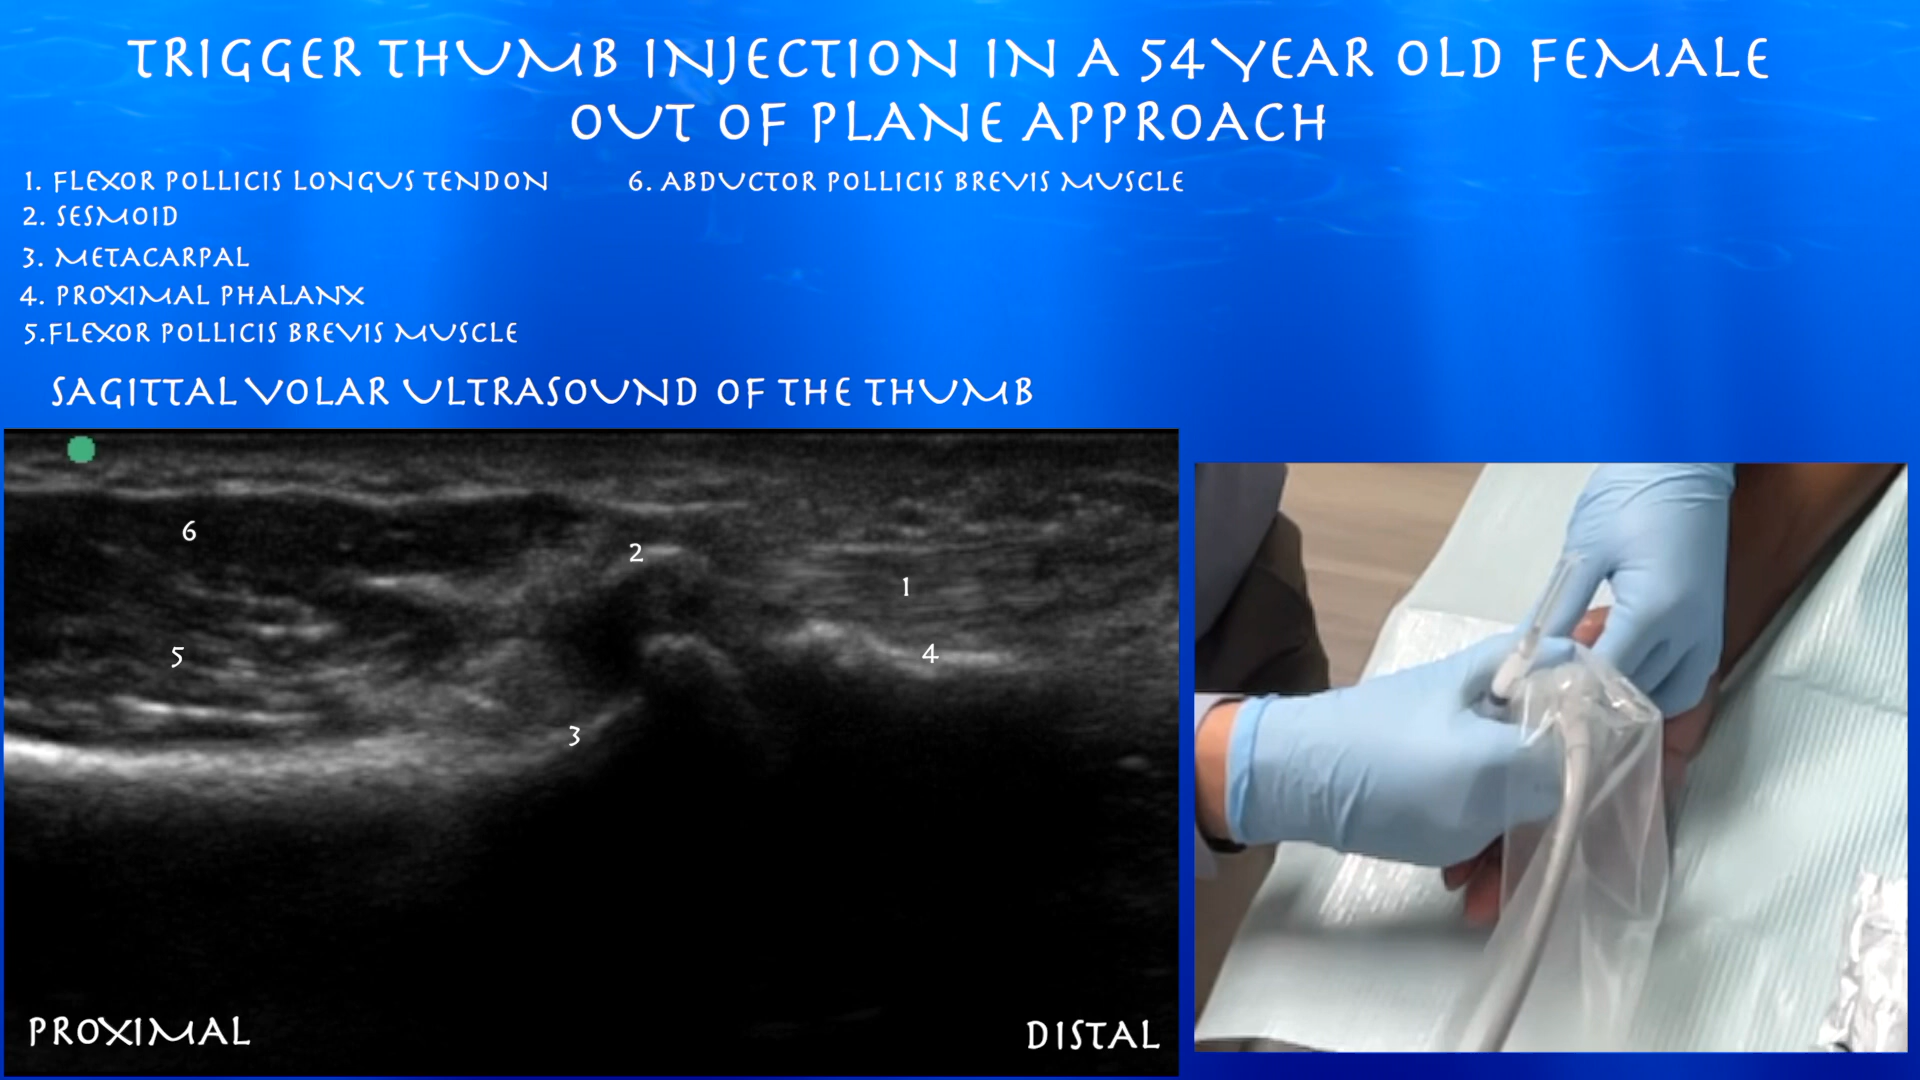 TRIGGER THUMB INJECTION IN A 54 YEAR OLD FEMALE
OUT OF PLANE APPROACH
1. FLEXOR POLLICIS LONGUS TENDON
2. SESMOID
3. METACARPAL
4. PROXIMAL PHALANX
5.FLEXOR POLLICIS BREVIS MUSCLE
6. ABDUCTOR POLLICIS BREVIS MUSCLE
SAGITTAL VOLAR ULTRASOUND OF THE THUMB
6
2
1
5
4
3
PROXIMAL
DISTAL